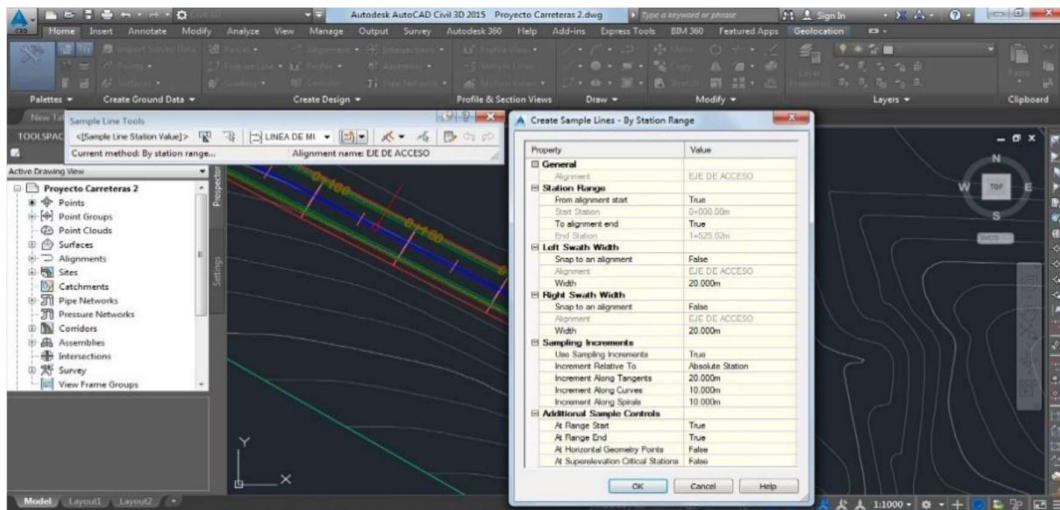 Autodesk AutoCAD Civil 3D 2015 Proyecto Carreteras 2.dwg
Type a keyword or phrase
Sign In
Home Insert Annotate Modify Analyze View Manage Output Survey Autodesk 360 Help Add-ins Express Tools BIM 360 Featured Apps Geolocation
Palettes Create Ground Data Create Design Profile & Section Views Draw Modify Layers Clipboard
Sample Line Tools
<[Sample Line Station Value]> LINEA DE MI
Current method: By station range... Alignment name: EJE DE ACCESO
TOOLSPAC
Active Drawing View
Proyecto Carreteras 2
Points
Point Groups
Point Clouds
Surfaces
Alignments
Sites
Catchments
Pipe Networks
Pressure Networks
Corridors
Assemblies
Intersections
Survey
View Frame Groups
Prospector
Settings
0+160
Create Sample Lines - By Station Range
Property Value
General
Alignment EJE DE ACCESO
Station Range
From alignment start True
Start Station 0+000.00m
To alignment end True
End Station 1+525.02m
Left Swath Width
Snap to an alignment False
Alignment EJE DE ACCESO
Width 20.000m
Right Swath Width
Snap to an alignment False
Alignment EJE DE ACCESO
Width 20.000m
Sampling Increments
Use Sampling Increments True
Increment Relative To Absolute Station
Increment Along Tangents 20.000m
Increment Along Curves 10.000m
Increment Along Spirals 10.000m
Additional Sample Controls
At Range Start True
At Range End True
At Horizontal Geometry Points False
At Superelevation Critical Stations False
OK Cancel Help
N
W TOP E
S
WCS
Y
X
Model Layout1 Layout2
1:1000